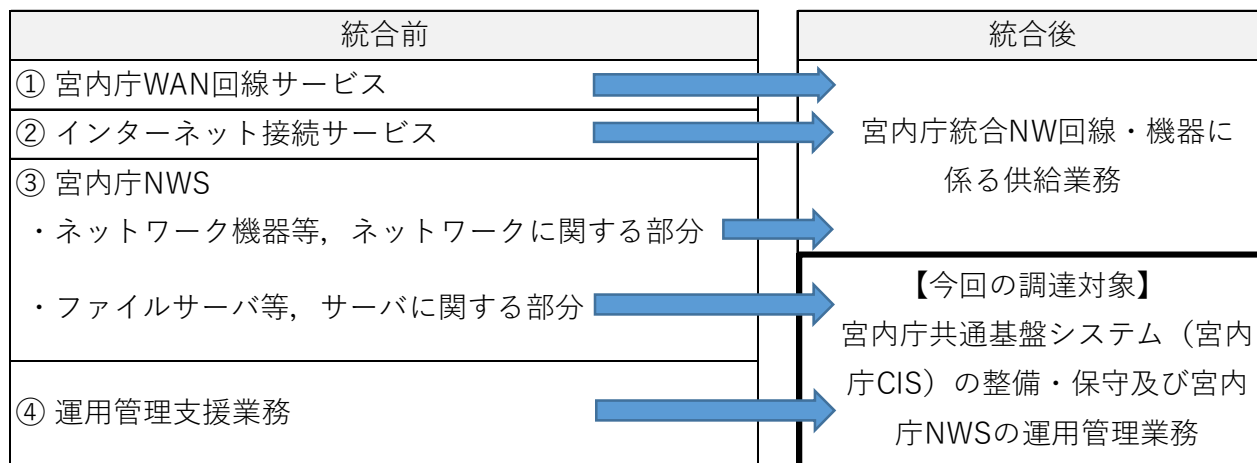 統合前
① 宮内庁WAN回線サービス
② インターネット接続サービス
③ 宮内庁NWS
・ネットワーク機器等，ネットワークに関する部分
・ファイルサーバ等，サーバに関する部分
④ 運用管理支援業務
統合後
宮内庁統合NW回線・機器に
係る供給業務
【今回の調達対象】
宮内庁共通基盤システム（宮内
庁CIS）の整備・保守及び宮内
庁NWSの運用管理業務